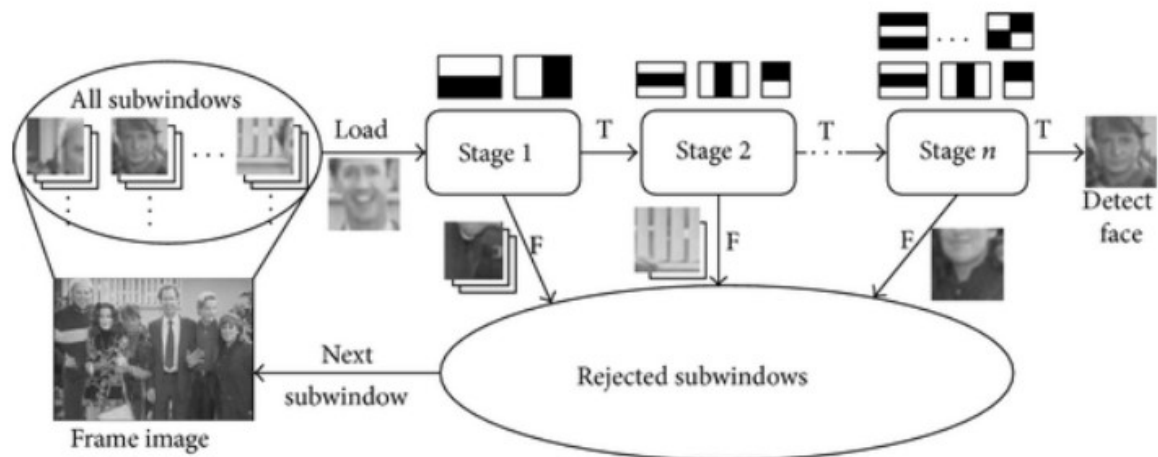 All subwindows
Load
Stage 1
T
Stage 2
T
Stage n
T
Detect
face
F
F
F
Rejected subwindows
Next
subwindow
Frame image